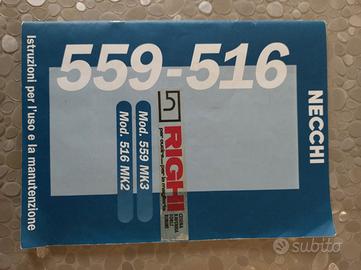 559-516
NECCHI
Istruzioni per l'uso e la manutenzione
Mod. 559 MK3
Mod. 516 MK2
RIGHI
subito